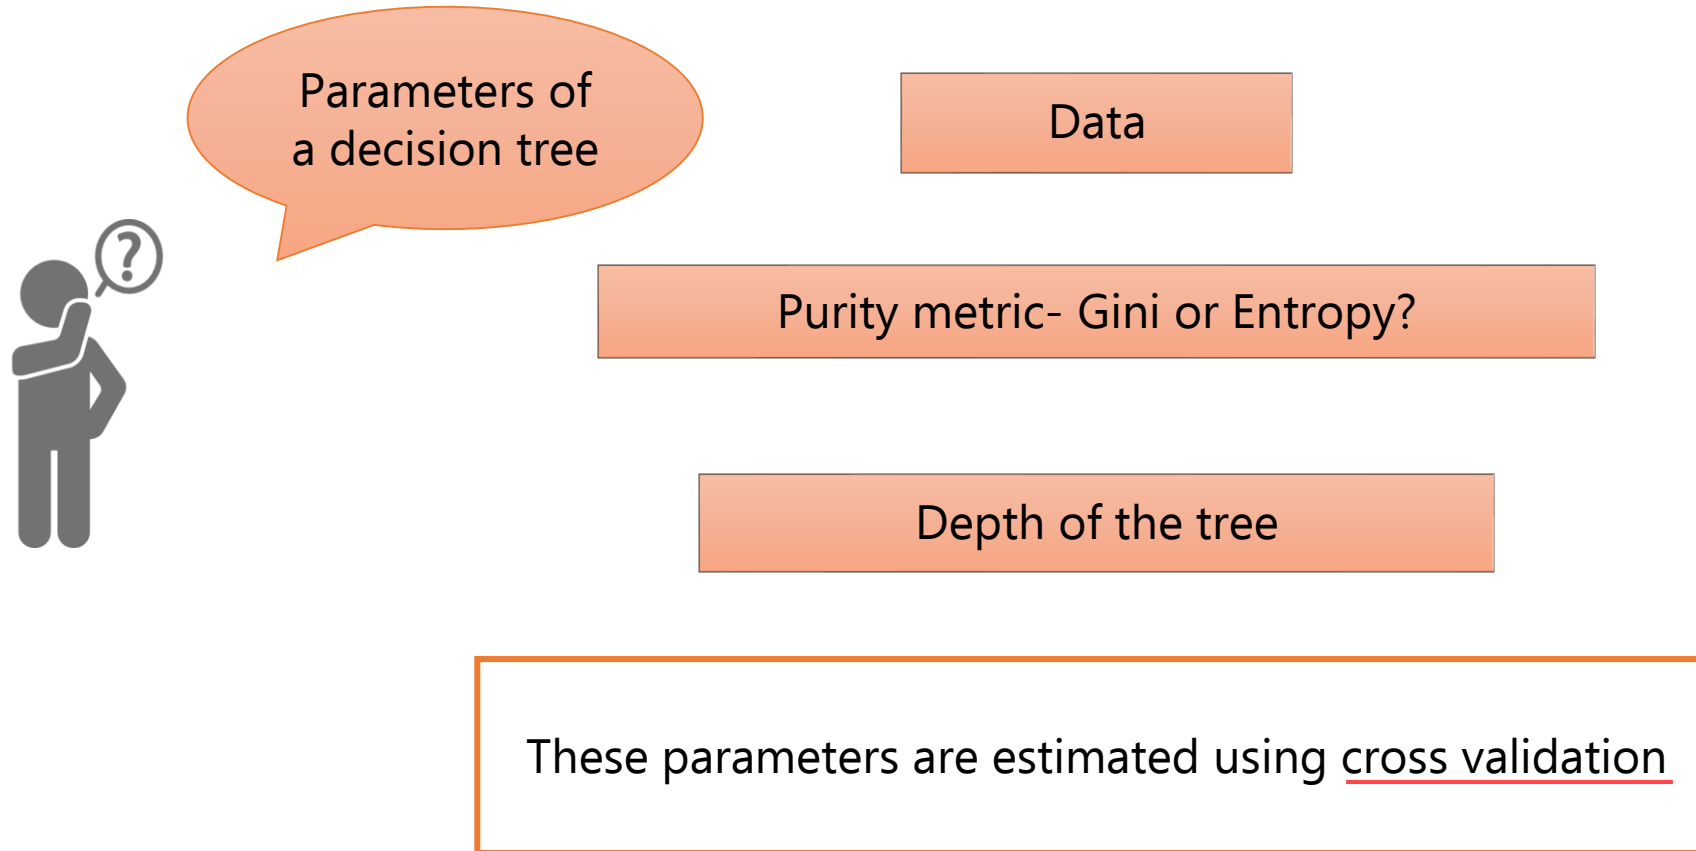 Parameters of
a decision tree
Data
?
Purity metric- Gini or Entropy?
Depth of the tree
These parameters are estimated using cross validation